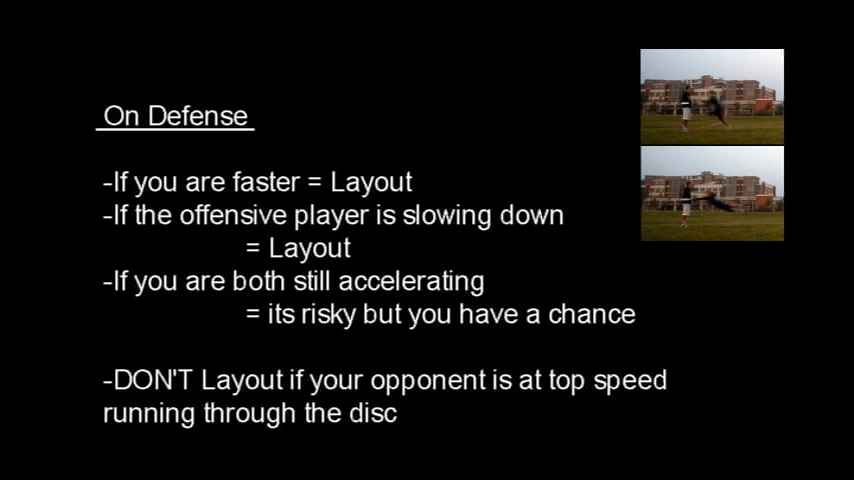 On Defense
-If you are faster = Layout
-If the offensive player is slowing down
= Layout
-If you are both still accelerating
= its risky but you have a chance
-DON'T Layout if your opponent is at top speed
running through the disc